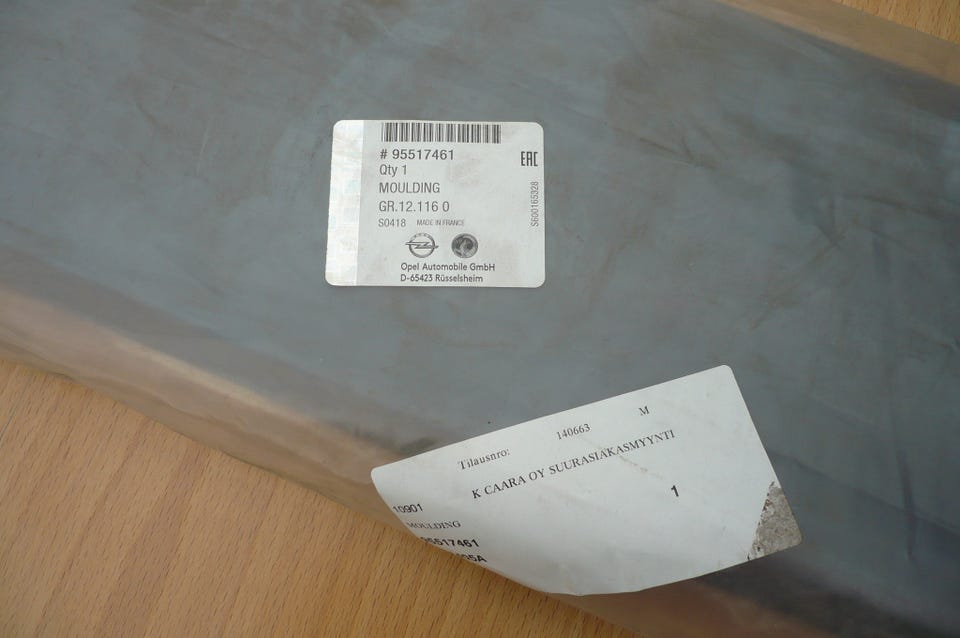 # 95517461
Qty 1
MOULDING
GR.12.116 0
S0418 MADE IN FRANCE
Opel Automobile GmbH
D-65423 Rüsselsheim
EAC
S600165328
Tilausnro: 140663 M
K CAARA OY SUURASIAKASMYYNTI
10901 1
MOULDING
95517461